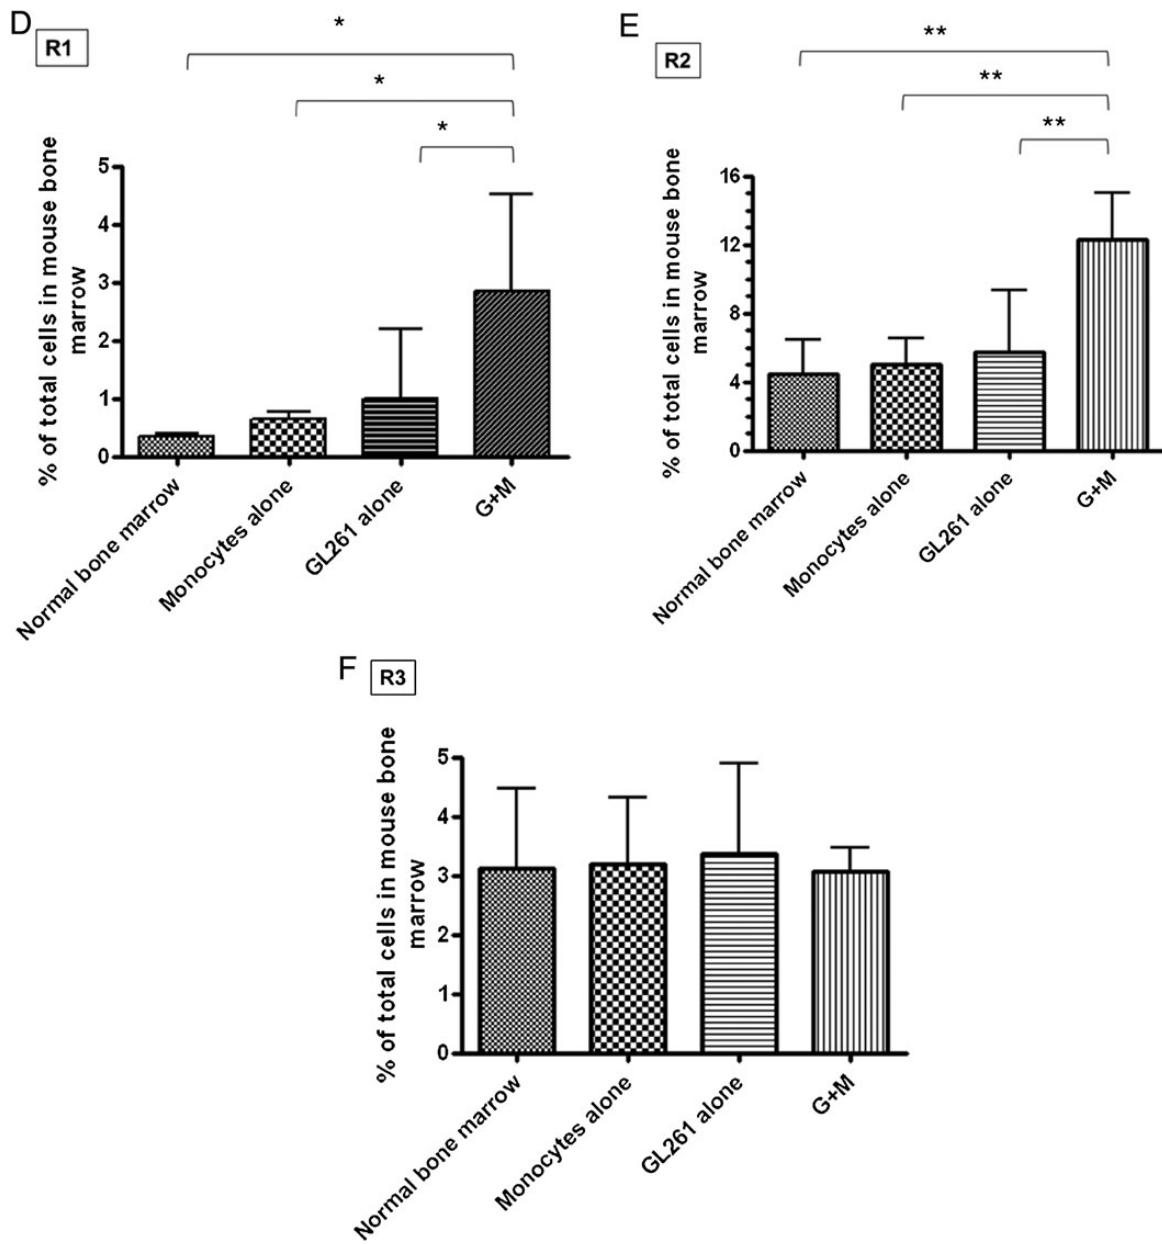 D
R1
*
*
*
% of total cells in mouse bone
marrow
5
4
3
2
1
0
Normal bone marrow
Monocytes alone
GL261 alone
G+M
E
R2
**
**
**
% of total cells in mouse bone
marrow
16
12
8
4
0
Normal bone marrow
Monocytes alone
GL261 alone
G+M
F
R3
% of total cells in mouse bone
marrow
5
4
3
2
1
0
Normal bone marrow
Monocytes alone
GL261 alone
G+M